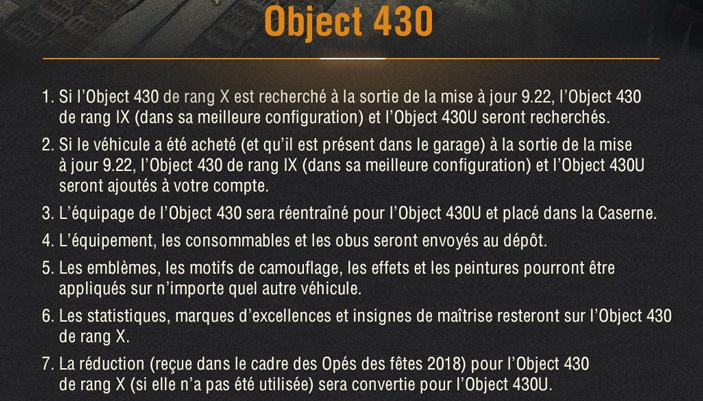 Object 430
1. Si l'Object 430 de rang X est recherché à la sortie de la mise à jour 9.22, l'Object 430
de rang IX (dans sa meilleure configuration) et l'Object 430U seront recherchés.
2. Si le véhicule a été acheté (et qu'il est présent dans le garage) à la sortie de la mise
à jour 9.22, l'Object 430 de rang IX (dans sa meilleure configuration) et l'Object 430U
seront ajoutés à votre compte.
3. L'équipage de l'Object 430 sera réentraîné pour l'Object 430U et placé dans la Caserne.
4. L'équipement, les consommables et les obus seront envoyés au dépôt.
5. Les emblèmes, les motifs de camouflage, les effets et les peintures pourront être
appliqués sur n'importe quel autre véhicule.
6. Les statistiques, marques d'excellences et insignes de maîtrise resteront sur l'Object 430
de rang X.
7. La réduction (reçue dans le cadre des Opés des fêtes 2018) pour l'Object 430
de rang X (si elle n'a pas été utilisée) sera convertie pour l'Object 430U.